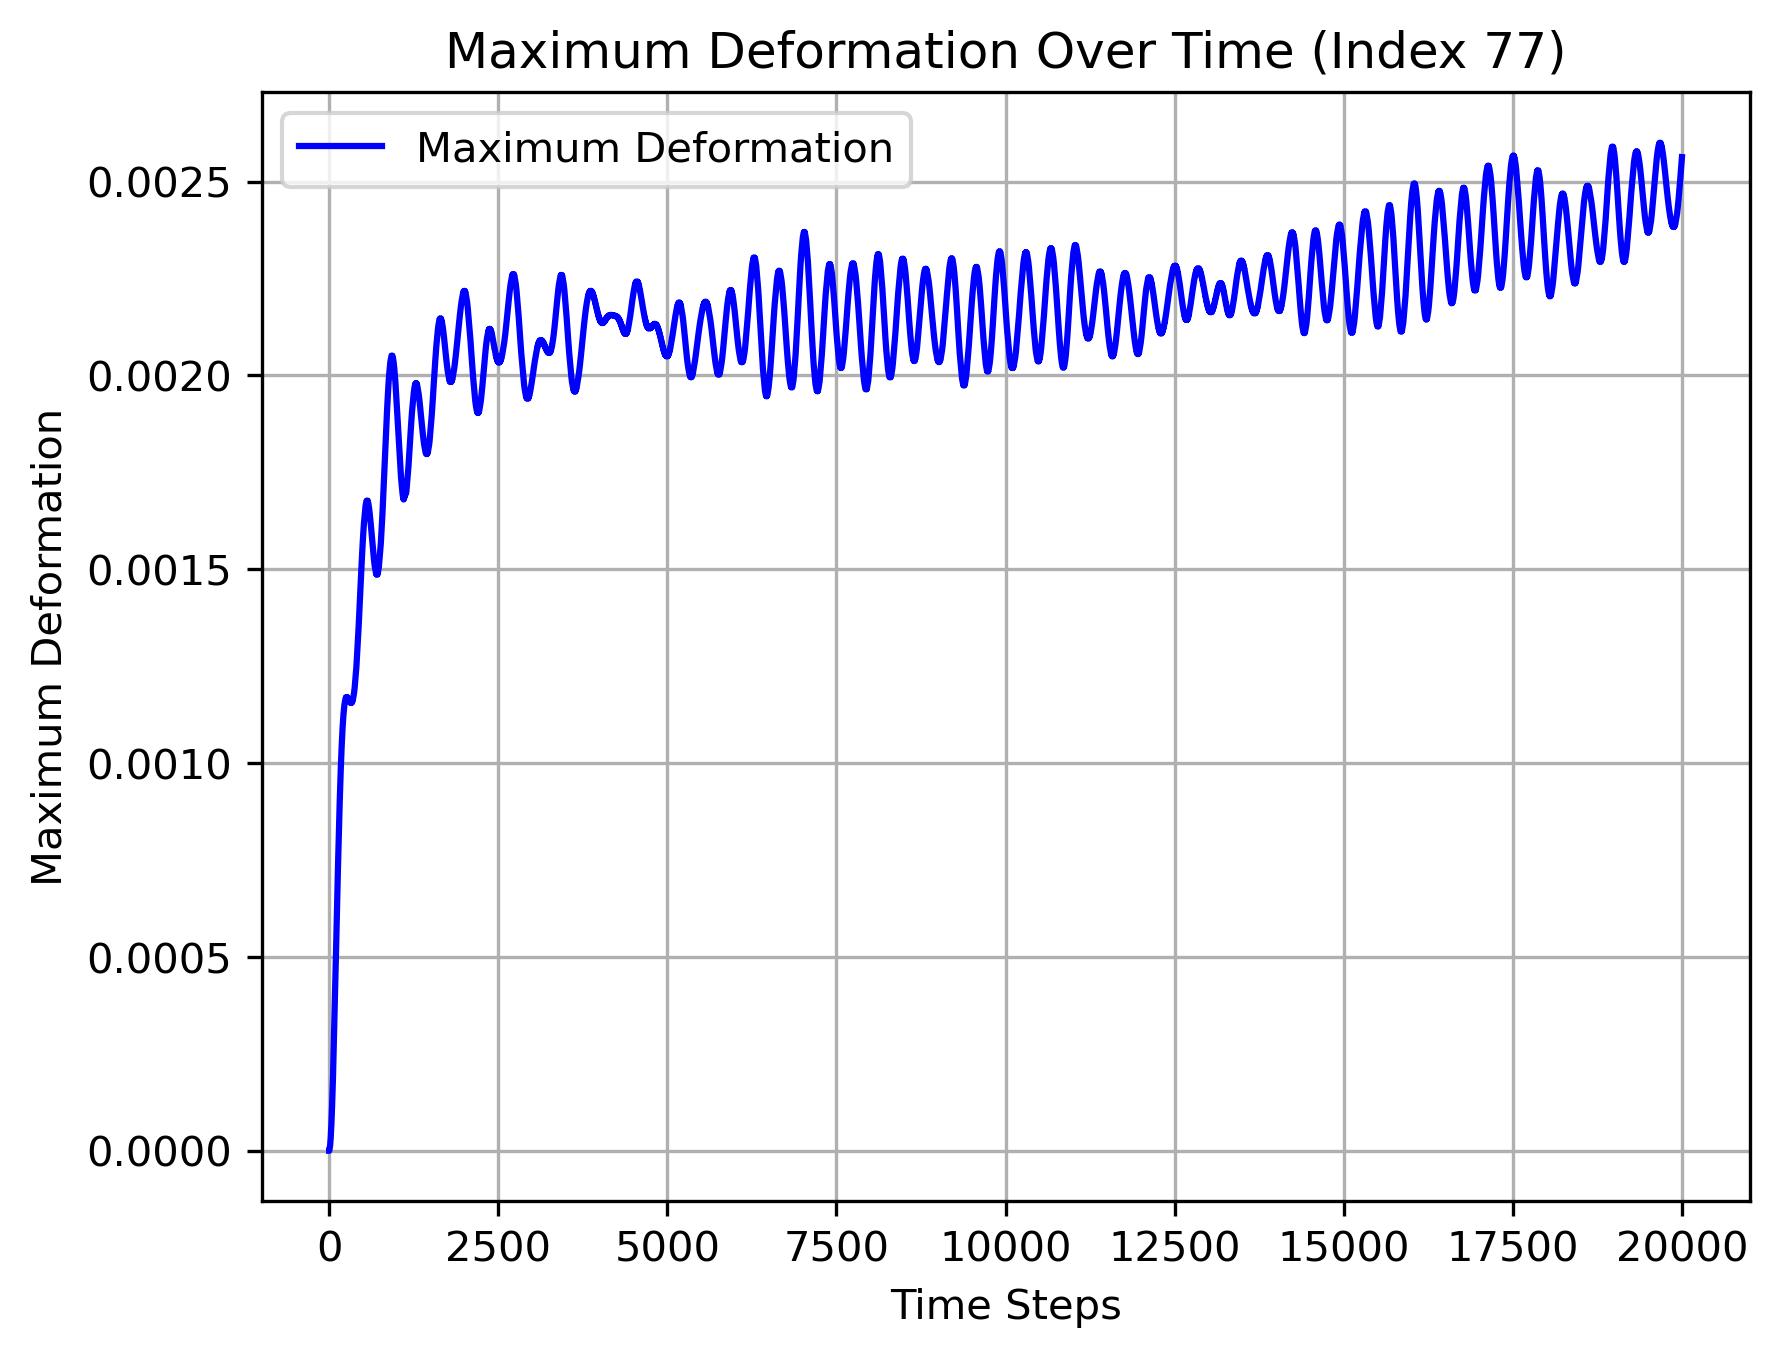 Maximum Deformation Over Time (Index 77)
Maximum Deformation
0.0025
0.0020
0.0015
0.0010
0.0005
0.0000
Maximum Deformation
0 2500 5000 7500 10000 12500 15000 17500 20000
Time Steps